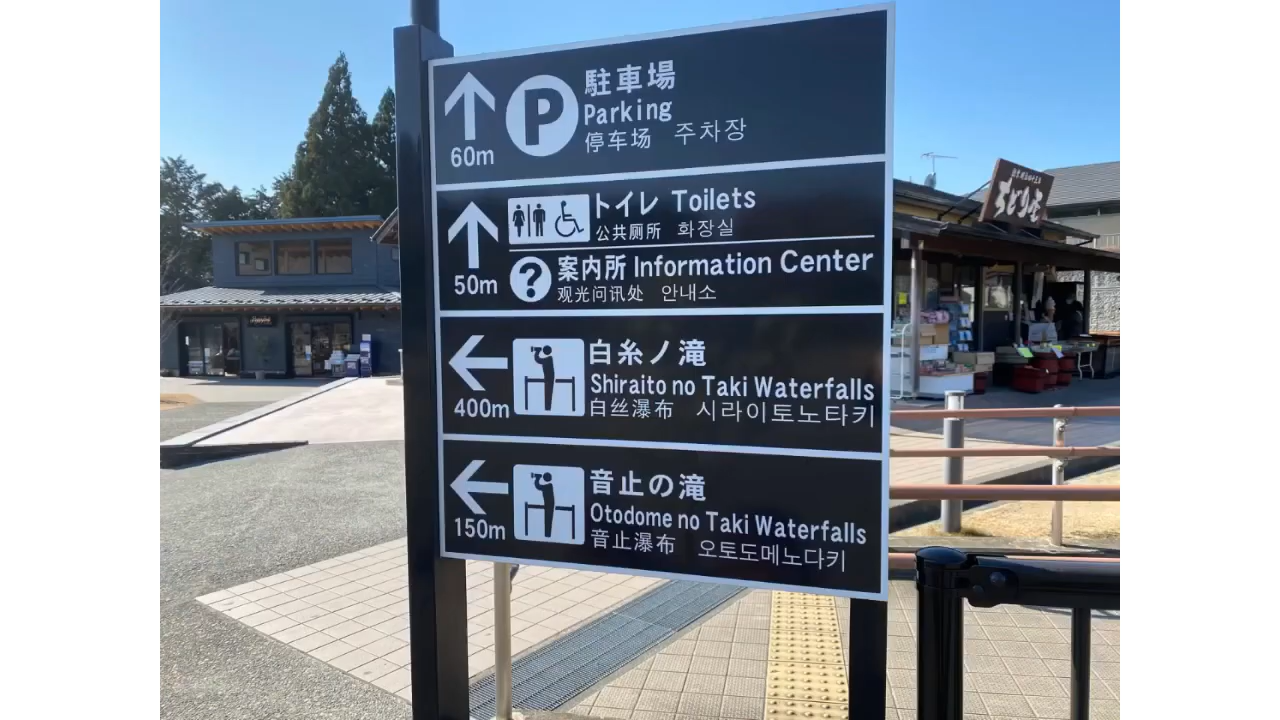 駐車場
P
Parking
60m
停车场 주차장
トイレ Toilets
公共厕所 화장실
50m
? 案内所 Information Center
观光问讯处 안내소
白糸ノ滝
Shiraito no Taki Waterfalls
400m
白丝瀑布 시라이토노타키
音止の滝
Otodome no Taki Waterfalls
150m
音止瀑布 오토도메노다키
ちどり